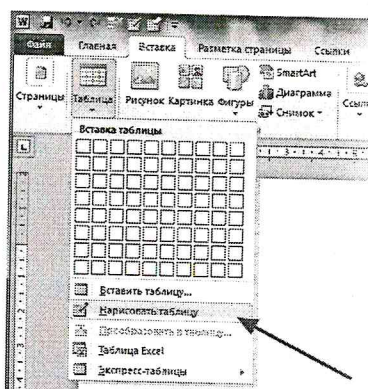 Файл Главная Вставка Разметка страницы Ссылки
Страницы Таблица Рисунок Картинка Фигуры SmartArt
Диаграмма
Снимок
Вставка таблицы
Вставить таблицу...
Нарисовать таблицу
Преобразовать в таблицу...
Таблица Excel
Экспресс-таблицы